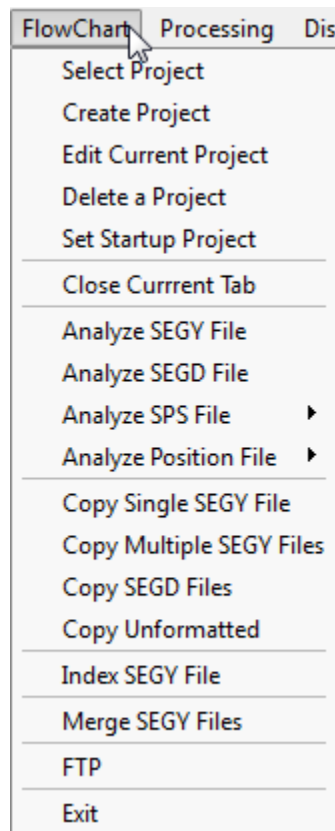 FlowChart Processing Dis
Select Project
Create Project
Edit Current Project
Delete a Project
Set Startup Project
Close Currrent Tab
Analyze SEGY File
Analyze SEGD File
Analyze SPS File
Analyze Position File
Copy Single SEGY File
Copy Multiple SEGY Files
Copy SEGD Files
Copy Unformatted
Index SEGY File
Merge SEGY Files
FTP
Exit